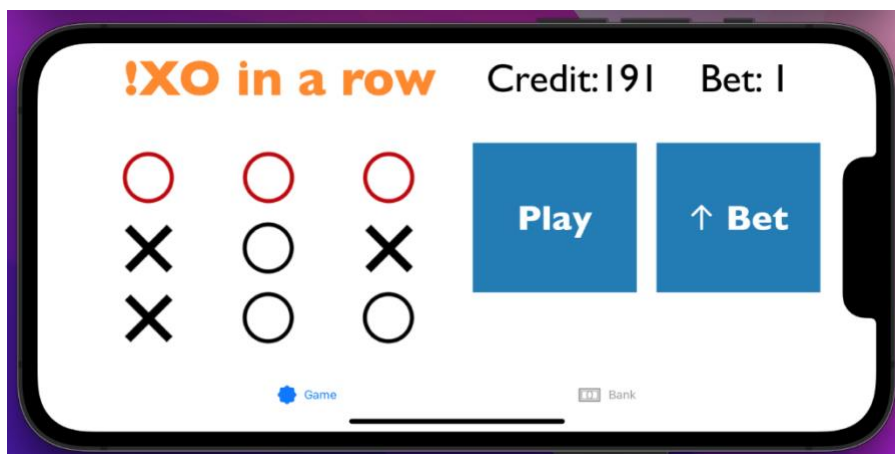 !XO in a row
Credit:191 Bet: 1
O O O
X O X
X O O
Play
↑ Bet
Game
Bank